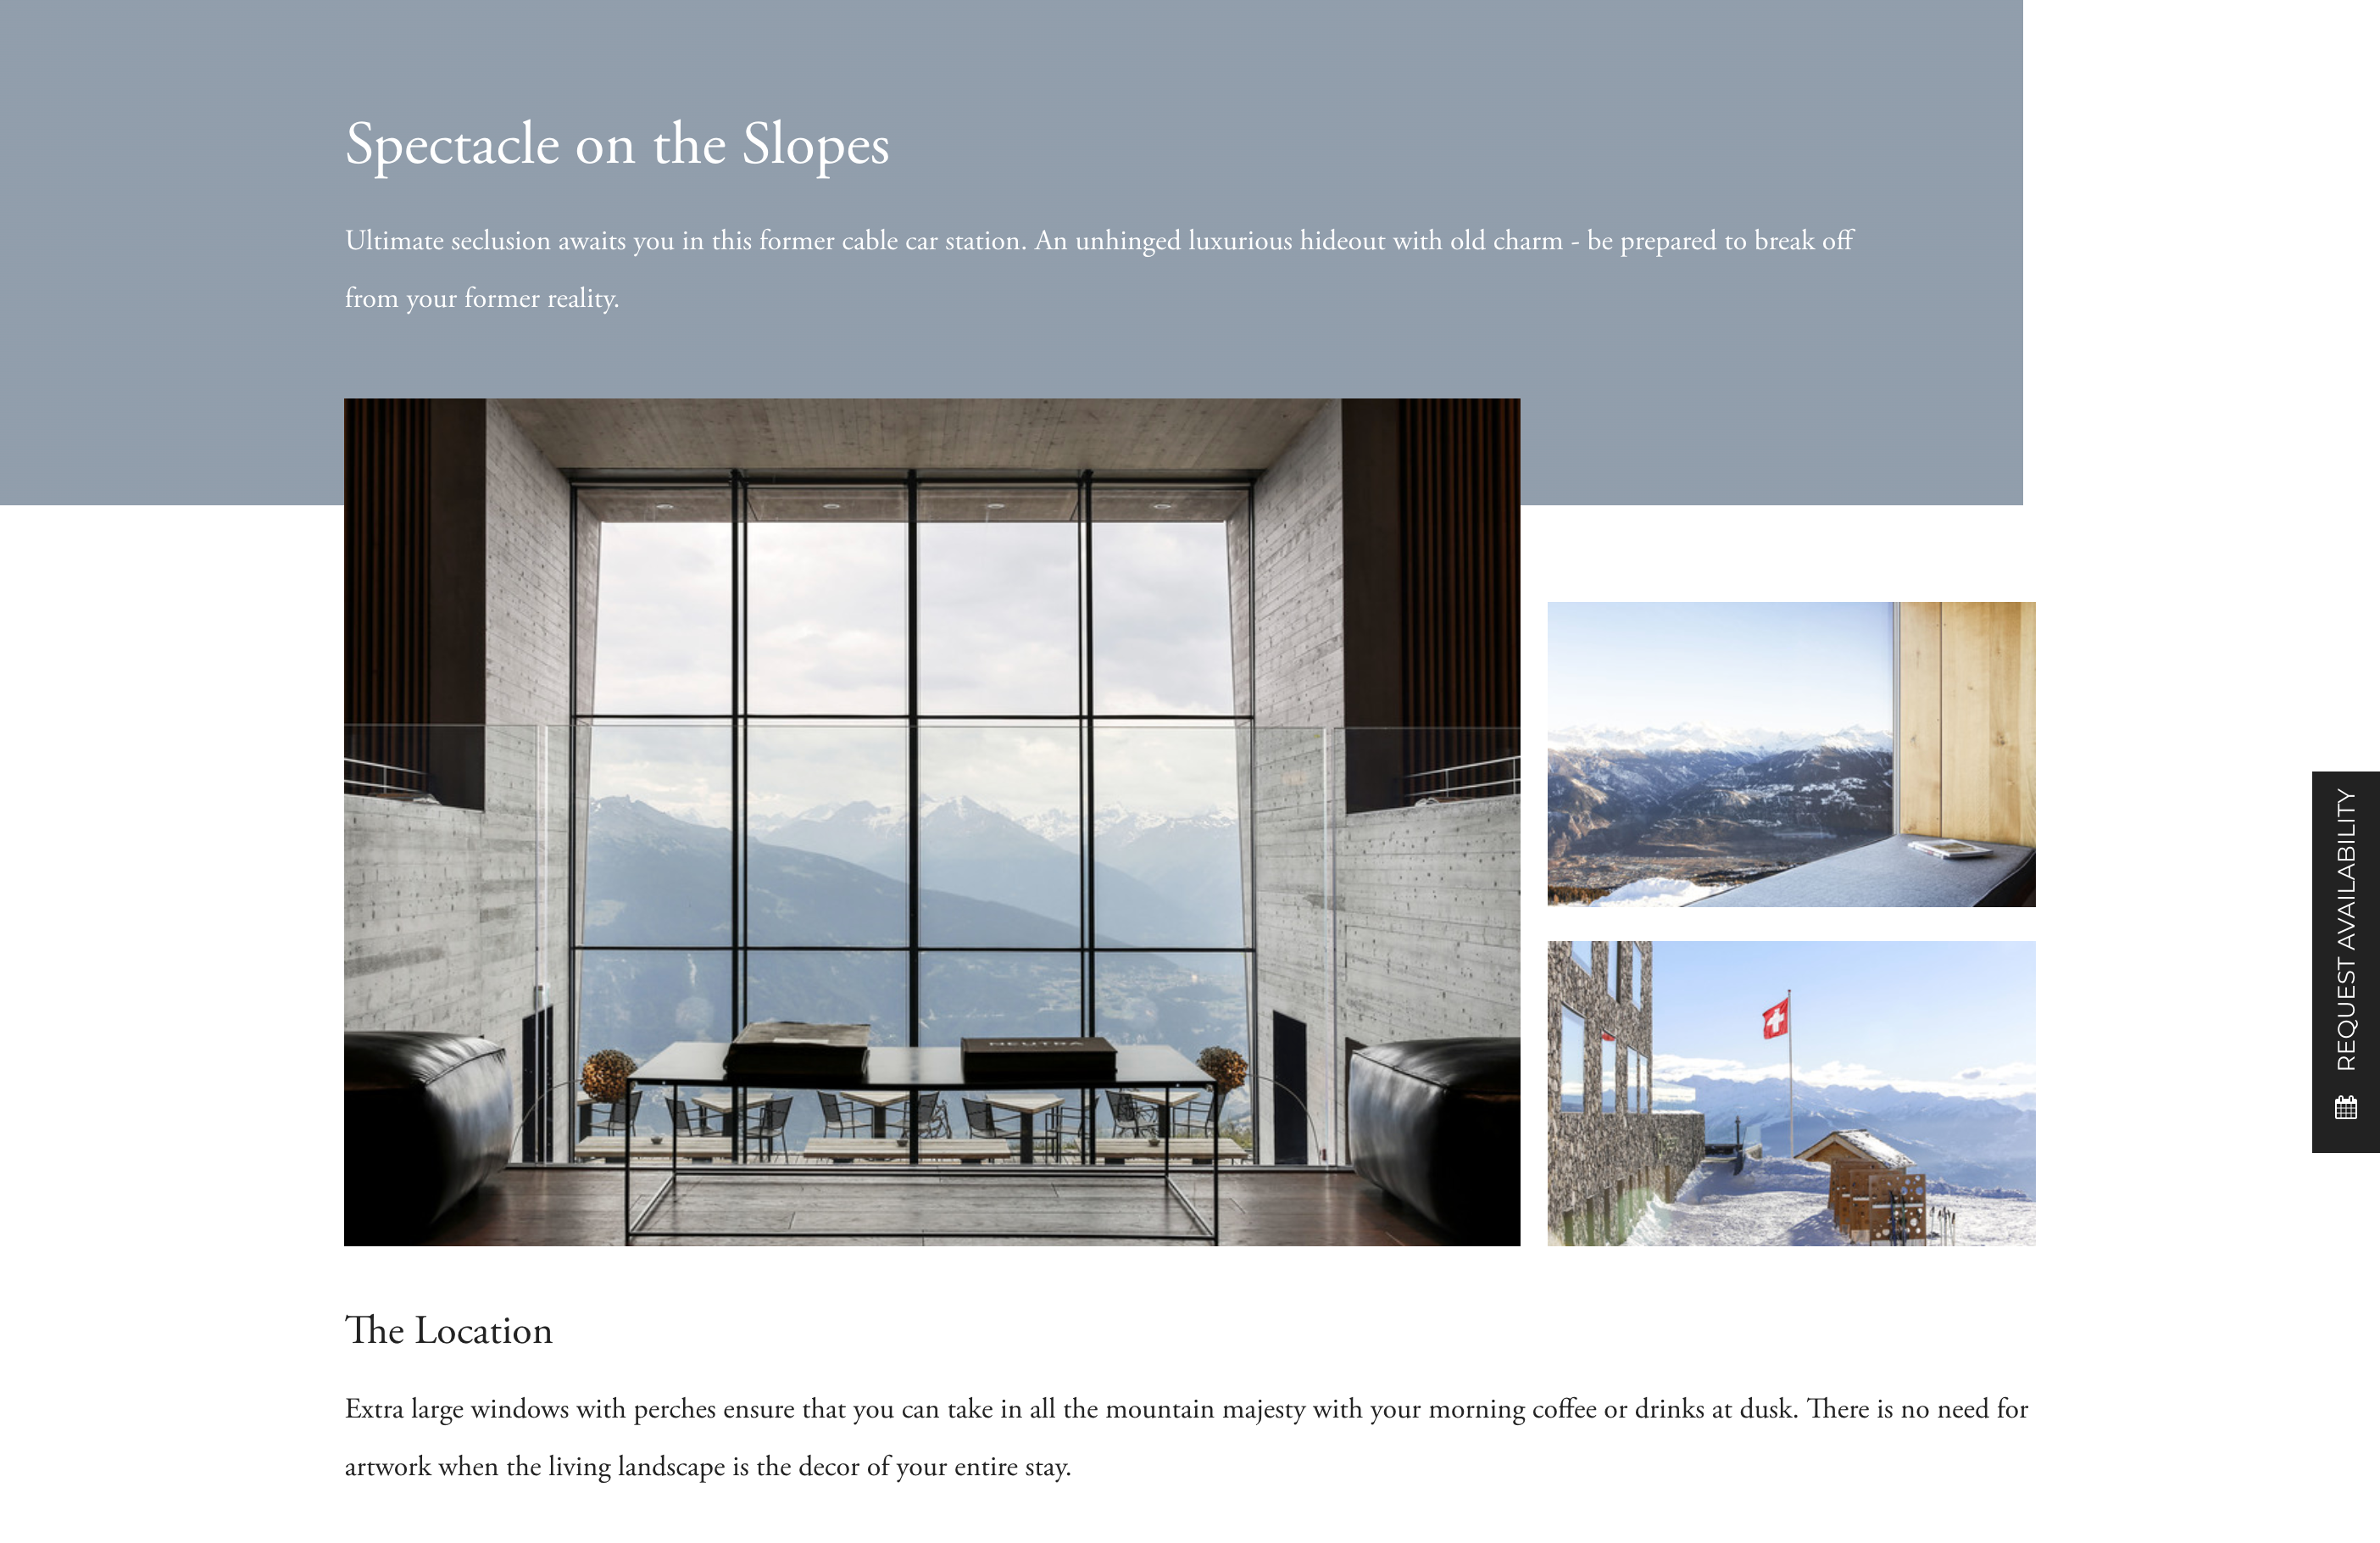 Spectacle on the Slopes
Ultimate seclusion awaits you in this former cable car station. An unhinged luxurious hideout with old charm - be prepared to break off
from your former reality.
NEUTRA
REQUEST AVAILABILITY
The Location
Extra large windows with perches ensure that you can take in all the mountain majesty with your morning coffee or drinks at dusk. There is no need for
artwork when the living landscape is the decor of your entire stay.